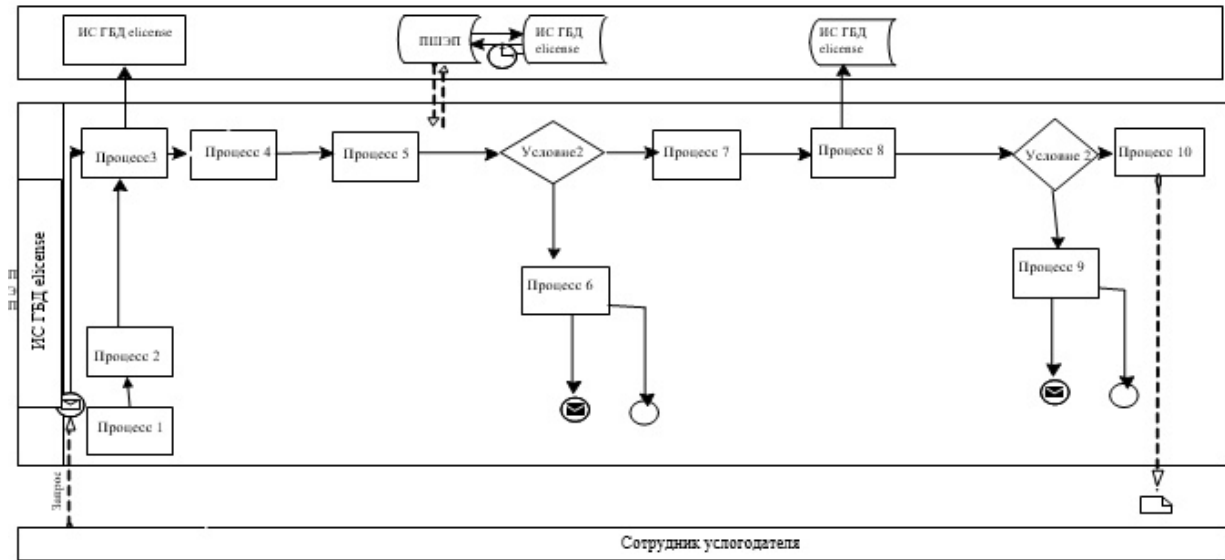 ИС ГБД elicense
ПШЭП
ИС ГБД
elicense
ИС ГБД
elicense
Процесс3
Процесс 4
Процесс 5
Условие2
Процесс 7
Процесс 8
Условие 2
Процесс 10
Процесс 6
Процесс 9
П
Э
П
ИС ГБД elicense
Процесс 2
Процесс 1
Запрос
Сотрудник услогодателя